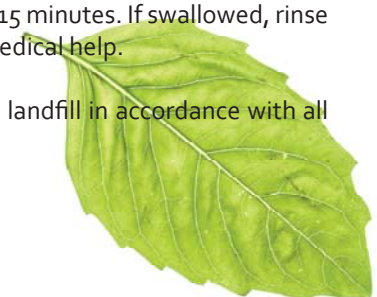 15 minutes. If swallowed, rinse
edical help.
landfill in accordance with all